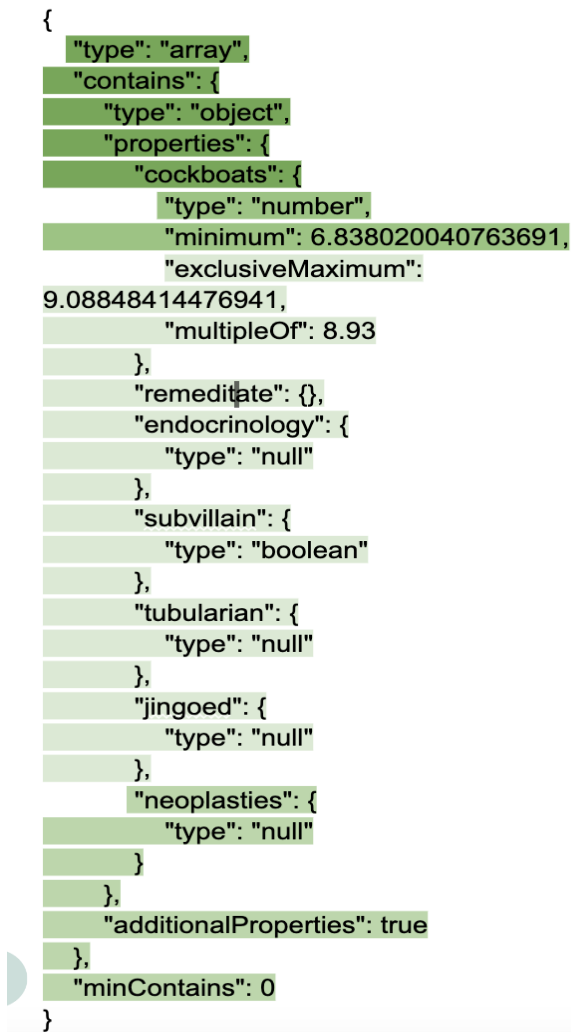 {
"type": "array",
"contains": {
"type": "object",
"properties": {
"cockboats": {
"type": "number",
"minimum": 6.838020040763691,
"exclusiveMaximum":
9.08848414476941,
"multipleOf": 8.93
},
"remeditate": {},
"endocrinology": {
"type": "null"
},
"subvillain": {
"type": "boolean"
},
"tubularian": {
"type": "null"
},
"jingoed": {
"type": "null"
},
"neoplasties": {
"type": "null"
}
},
"additionalProperties": true
},
"minContains": 0
}